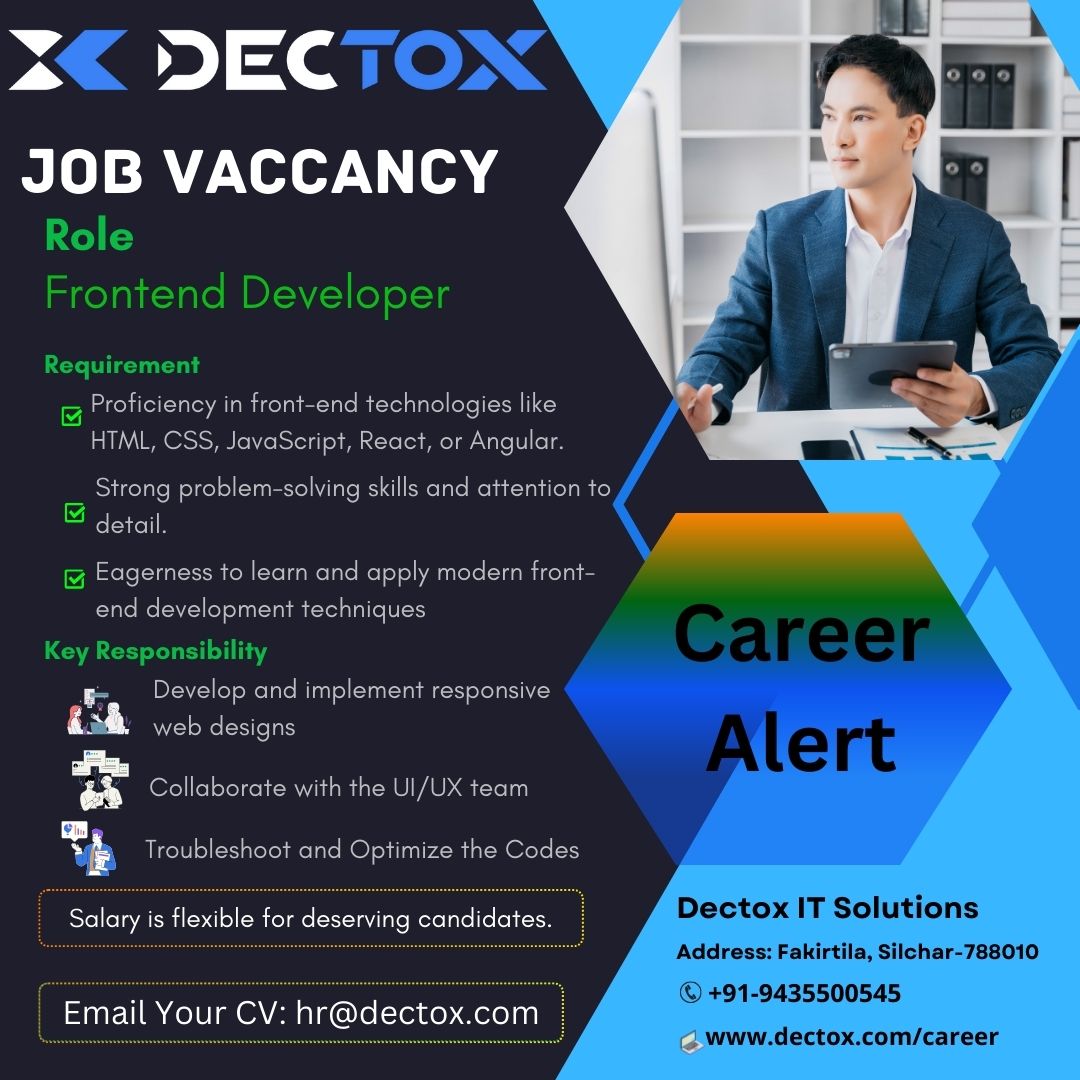 DECTOX
JOB VACCANCY
Role
Frontend Developer
Requirement
Proficiency in front-end technologies like
HTML, CSS, JavaScript, React, or Angular.
Strong problem-solving skills and attention to
detail.
Eagerness to learn and apply modern front-
end development techniques
Key Responsibility
Develop and implement responsive
web designs
Collaborate with the UI/UX team
Troubleshoot and Optimize the Codes
Salary is flexible for deserving candidates.
Email Your CV: hr@dectox.com
Career
Alert
Dectox IT Solutions
Address: Fakirtila, Silchar-788010
+91-9435500545
www.dectox.com/career